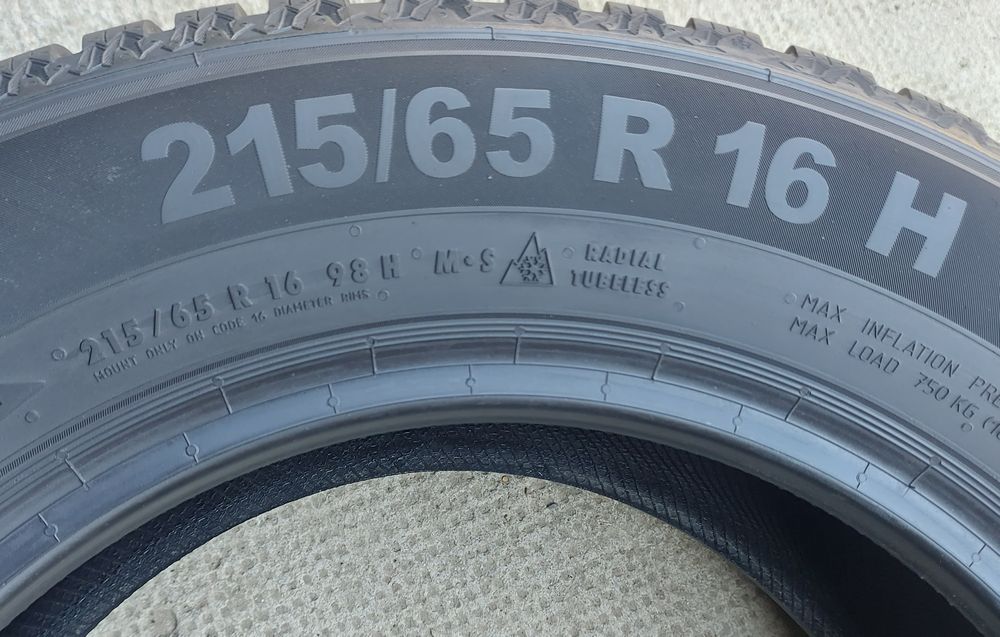 215/65 R 16 H
215/65 R 16 98 H M•S RADIAL
TUBELESS
MOUNT ONLY ON CODE 16 DIAMETER RIMS
MAX INFLATION
MAX LOAD 750 KG